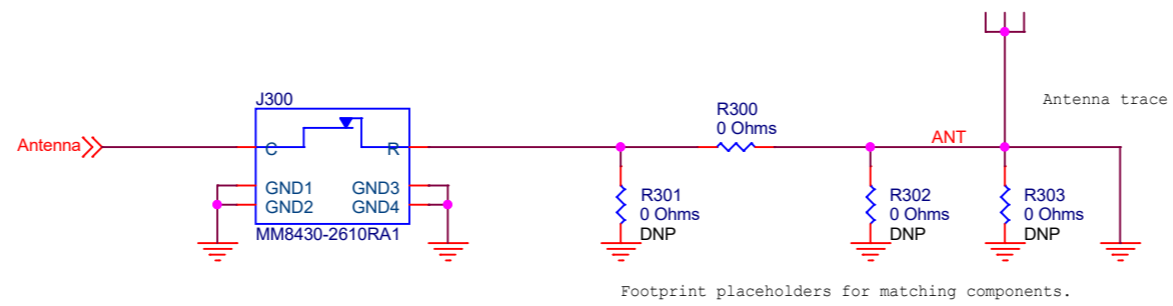 Antenna trace
J300
R300
0 Ohms
Antenna
C
R
ANT
GND1
GND3
GND2
GND4
R301
0 Ohms
DNP
R302
0 Ohms
DNP
R303
0 Ohms
DNP
MM8430-2610RA1
Footprint placeholders for matching components.